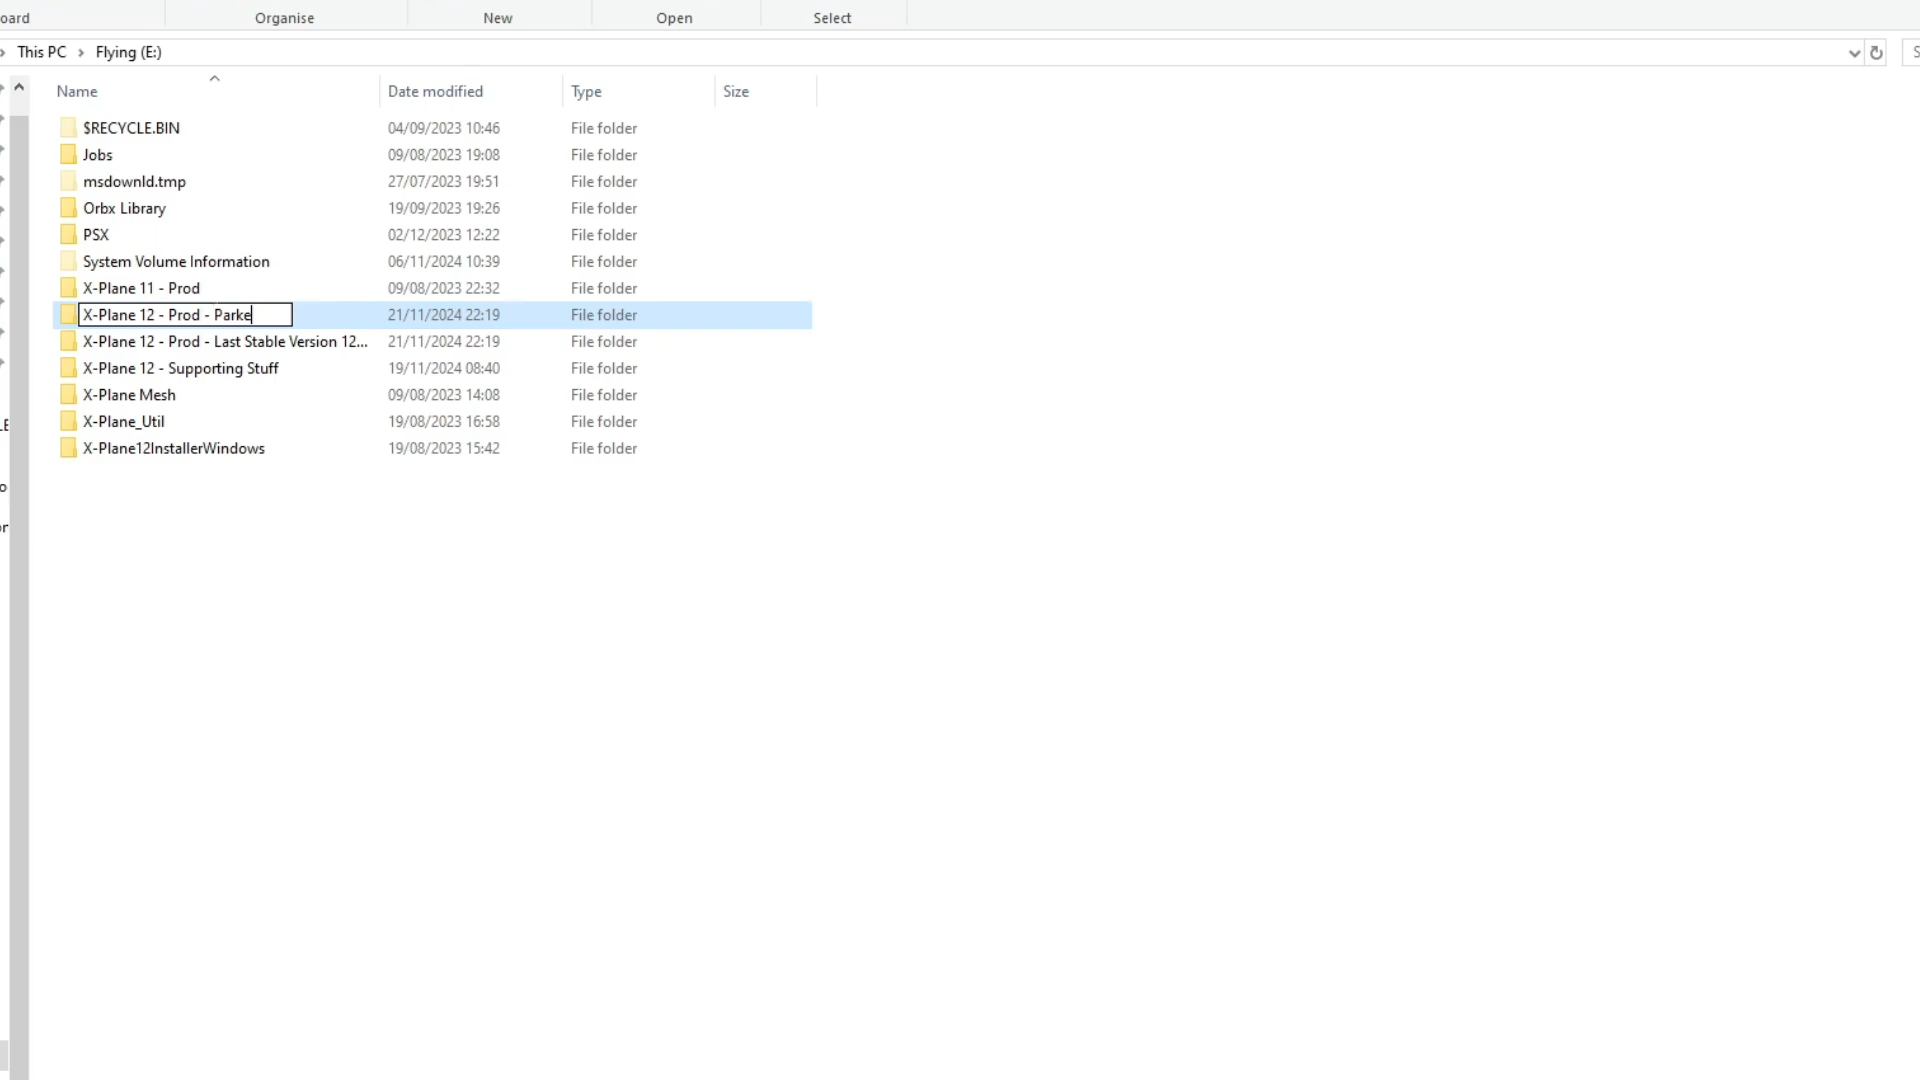 oard
Organise
New
Open
Select
This PC > Flying (E:)
Name
Date modified
Type
Size
$RECYCLE.BIN 04/09/2023 10:46 File folder
Jobs 09/08/2023 19:08 File folder
msdownld.tmp 27/07/2023 19:51 File folder
Orbx Library 19/09/2023 19:26 File folder
PSX 02/12/2023 12:22 File folder
System Volume Information 06/11/2024 10:39 File folder
X-Plane 11 - Prod 09/08/2023 22:32 File folder
X-Plane 12 - Prod - Parke 21/11/2024 22:19 File folder
X-Plane 12 - Prod - Last Stable Version 12... 21/11/2024 22:19 File folder
X-Plane 12 - Supporting Stuff 19/11/2024 08:40 File folder
X-Plane Mesh 09/08/2023 14:08 File folder
X-Plane_Util 19/08/2023 16:58 File folder
X-Plane12InstallerWindows 19/08/2023 15:42 File folder